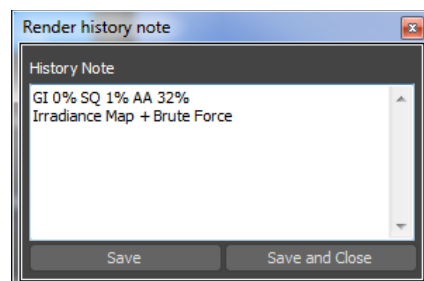 Render history note
History Note
GI 0% SQ 1% AA 32%
Irradiance Map + Brute Force
Save
Save and Close